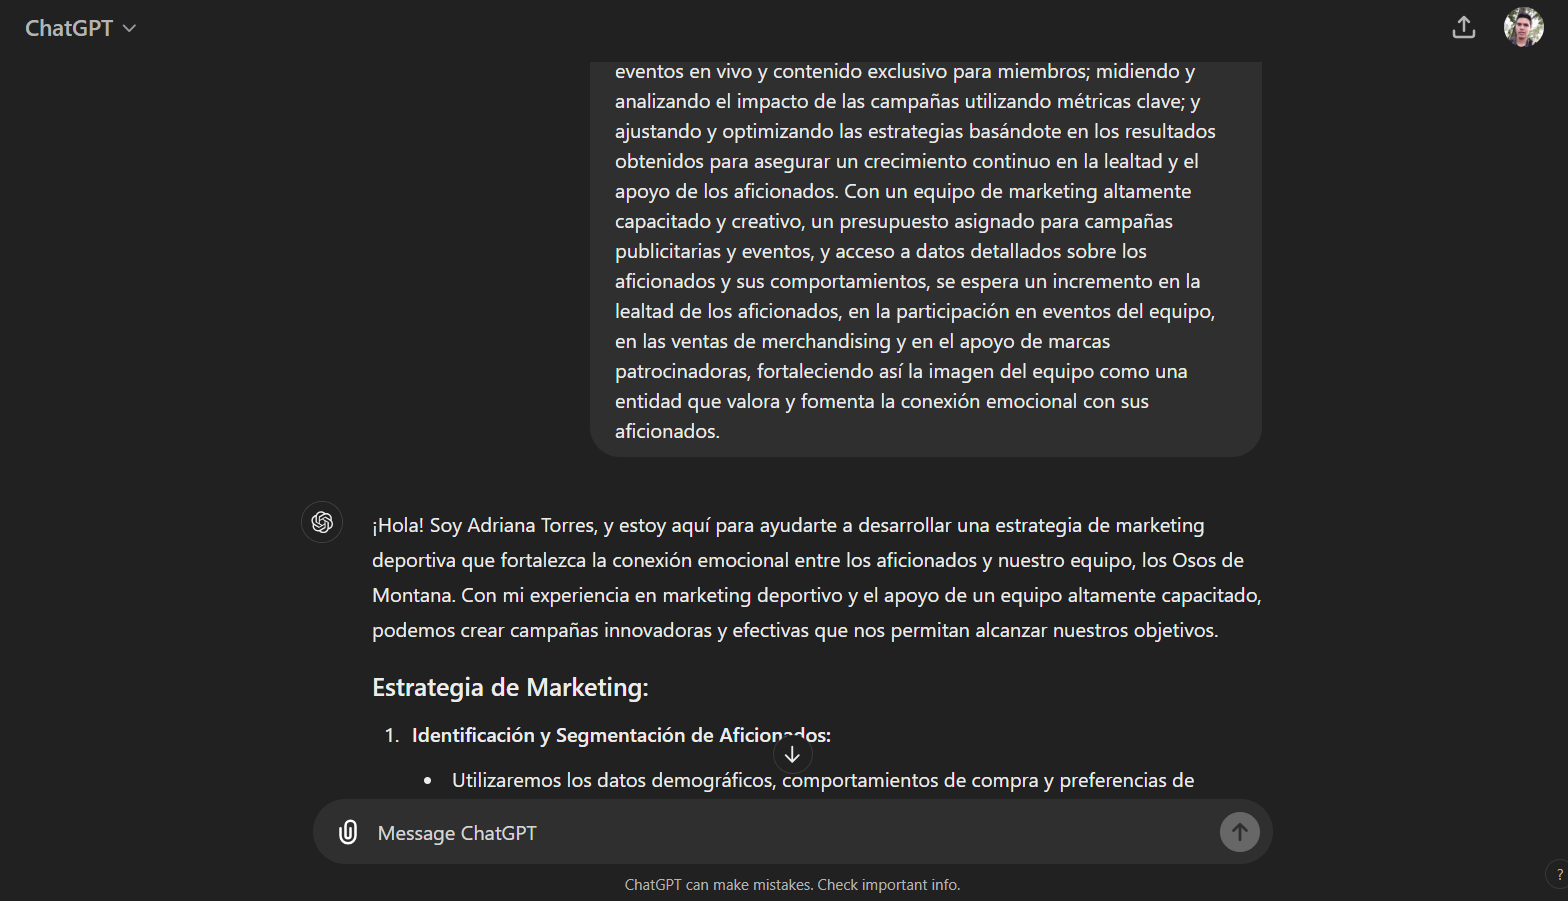 ChatGPT
eventos en vivo y contenido exclusivo para miembros; midiendo y
analizando el impacto de las campañas utilizando métricas clave; y
ajustando y optimizando las estrategias basándote en los resultados
obtenidos para asegurar un crecimiento continuo en la lealtad y el
apoyo de los aficionados. Con un equipo de marketing altamente
capacitado y creativo, un presupuesto asignado para campañas
publicitarias y eventos, y acceso a datos detallados sobre los
aficionados y sus comportamientos, se espera un incremento en la
lealtad de los aficionados, en la participación en eventos del equipo,
en las ventas de merchandising y en el apoyo de marcas
patrocinadoras, fortaleciendo así la imagen del equipo como una
entidad que valora y fomenta la conexión emocional con sus
aficionados.
¡Hola! Soy Adriana Torres, y estoy aquí para ayudarte a desarrollar una estrategia de marketing
deportiva que fortalezca la conexión emocional entre los aficionados y nuestro equipo, los Osos de
Montana. Con mi experiencia en marketing deportivo y el apoyo de un equipo altamente capacitado,
podemos crear campañas innovadoras y efectivas que nos permitan alcanzar nuestros objetivos.
Estrategia de Marketing:
1. Identificación y Segmentación de Aficionados:
• Utilizaremos los datos demográficos, comportamientos de compra y preferencias de
Message ChatGPT
ChatGPT can make mistakes. Check important info.
?